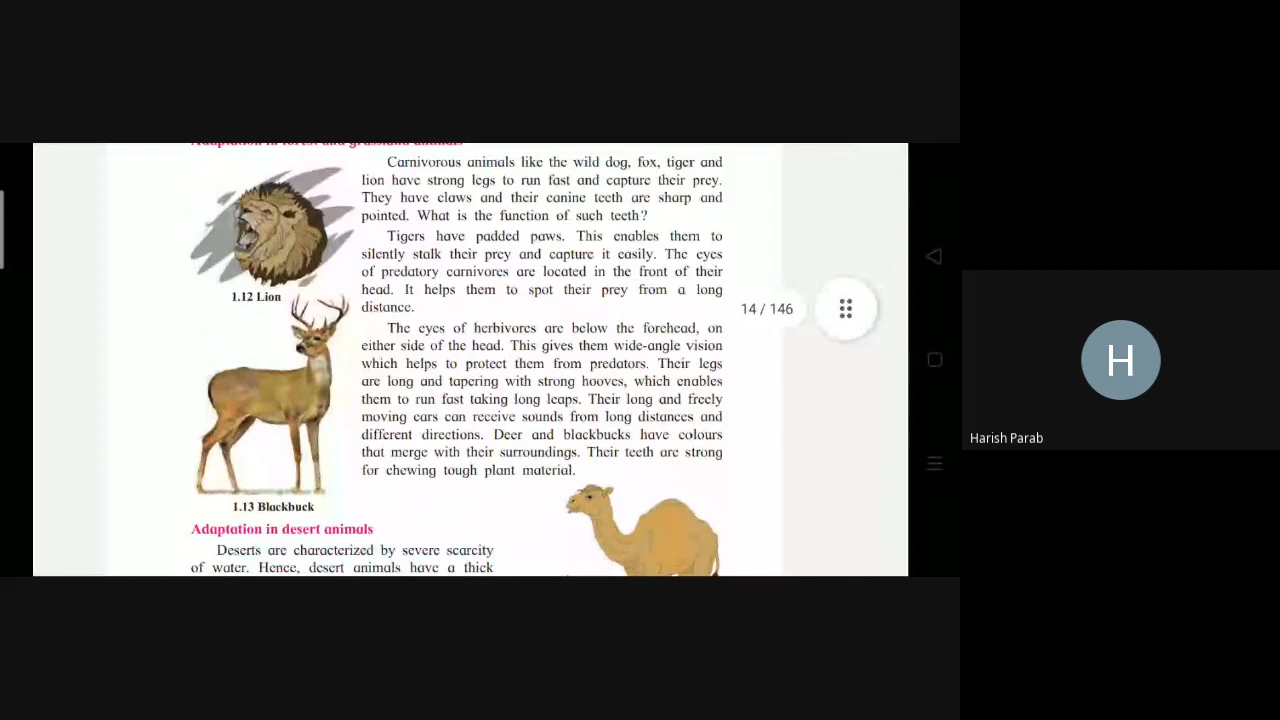 Adaptation in forest and grassland animals
Carnivorous animals like the wild dog, fox, tiger and
lion have strong legs to run fast and capture their prey.
They have claws and their canine teeth are sharp and
pointed. What is the function of such teeth?
Tigers have padded paws. This enables them to
silently stalk their prey and capture it easily. The eyes
of predatory carnivores are located in the front of their
head. It helps them to spot their prey from a long
distance.
1.12 Lion
The eyes of herbivores are below the forehead, on
either side of the head. This gives them wide-angle vision
which helps to protect them from predators. Their legs
are long and tapering with strong hooves, which enables
them to run fast taking long leaps. Their long and freely
moving ears can receive sounds from long distances and
different directions. Deer and blackbucks have colours
that merge with their surroundings. Their teeth are strong
for chewing tough plant material.
1.13 Blackbuck
Adaptation in desert animals
Deserts are characterized by severe scarcity
of water. Hence, desert animals have a thick
14 / 146
H
Harish Parab